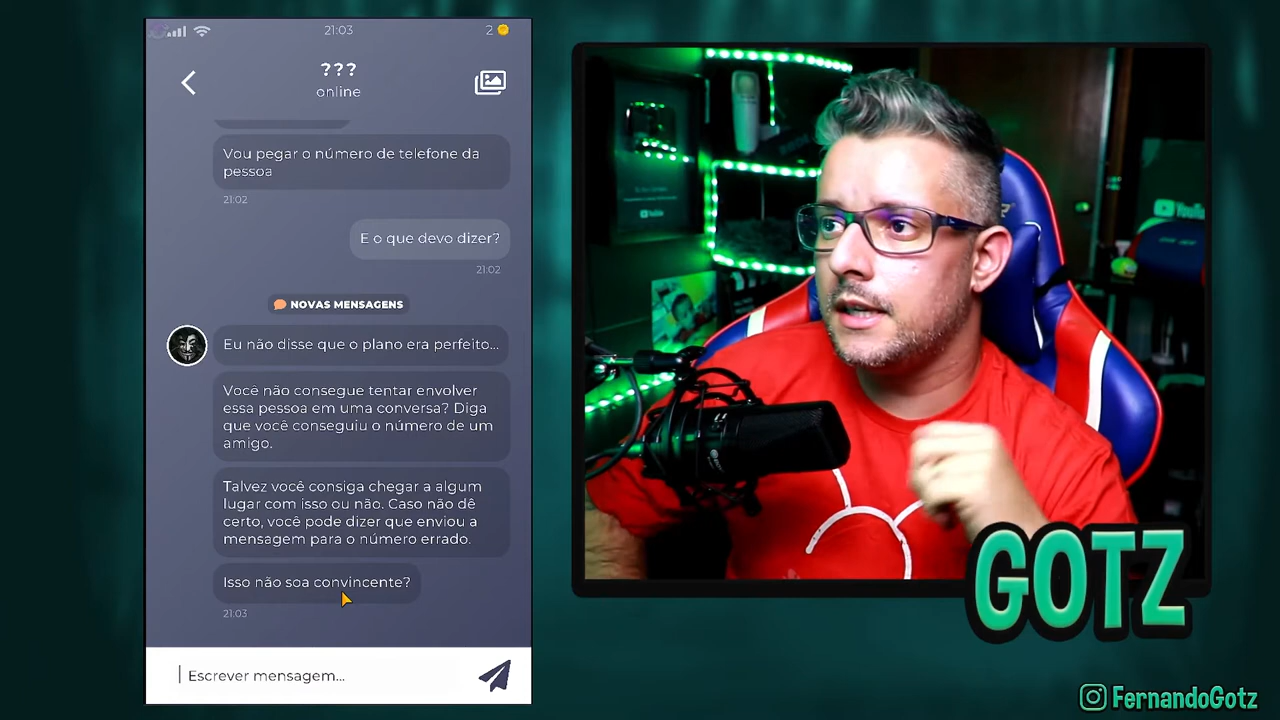 21:03
2
???
online
Vou pegar o número de telefone da
pessoa
21:02
E o que devo dizer?
21:02
NOVAS MENSAGENS
Eu não disse que o plano era perfeito...
Você não consegue tentar envolver
essa pessoa em uma conversa? Diga
que você conseguiu o número de um
amigo.
Talvez você consiga chegar a algum
lugar com isso ou não. Caso não dê
certo, você pode dizer que enviou a
mensagem para o número errado.
Isso não soa convincente?
21:03
Escrever mensagem...
YouTube
YouTube
GOTZ
FernandoGotz